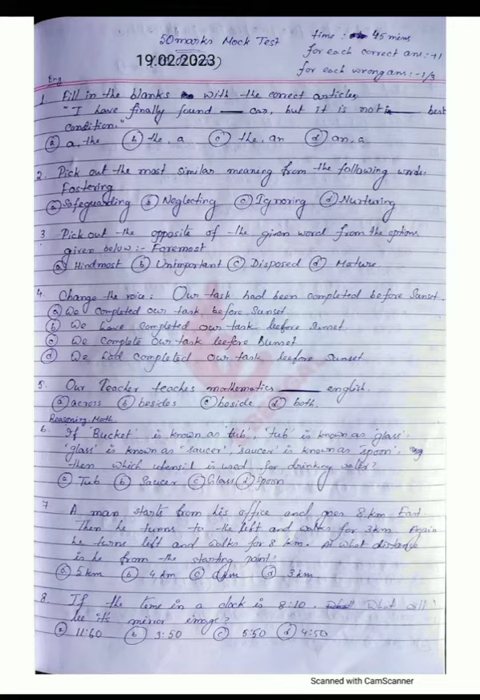 50 marks Mock Test
time : 45 mins
19.02.2023
for each correct ans : +1
for each wrong ans : -1/3
Eng
1. Fill in the blanks with the correct articles
"I have finally found ___ car, but it is not in ___ best
condition."
(a) a, the (b) the, a (c) the, an (d) an, a
2. Pick out the most similar meaning from the following words:
Fostering
(a) Safeguarding (b) Neglecting (c) Ignoring (d) Nurturing
3 Pick out the opposite of the given word from the options
given below :- Foremost
(a) Hindmost (b) Unimportant (c) Disposed (d) Mature
4. Change the voice : Our task had been completed before Sunset.
(a) We completed our task before Sunset
(b) We have completed our task before Sunset.
(c) We complete our task before Sunset
(d) We had completed our task before Sunset
5. Our Teacher teaches mathematics ___ english.
(a) across (b) besides (c) beside (d) both.
Reasoning, Math
6. If 'Bucket' is known as 'tub', 'tub' is known as 'glass',
'glass' is known as "saucer", saucer is known as 'spoon',
then which utensil is used for drinking water?
(a) Tub (b) Saucer (c) Glass (d) Spoon
7 A man starts from his office and goes 8 km East.
Then he turns to the left and walks for 3km. Again
he turns left and walks for 8 km. At what distance
is he from the starting point?
(a) 5 km (b) 4 km (c) km (d) 3 km.
8. If the time in a clock is 8:10. What will
be its mirror image?
(a) 11:60 (b) 3:50 (c) 5:50 (d) 4:50
Scanned with CamScanner